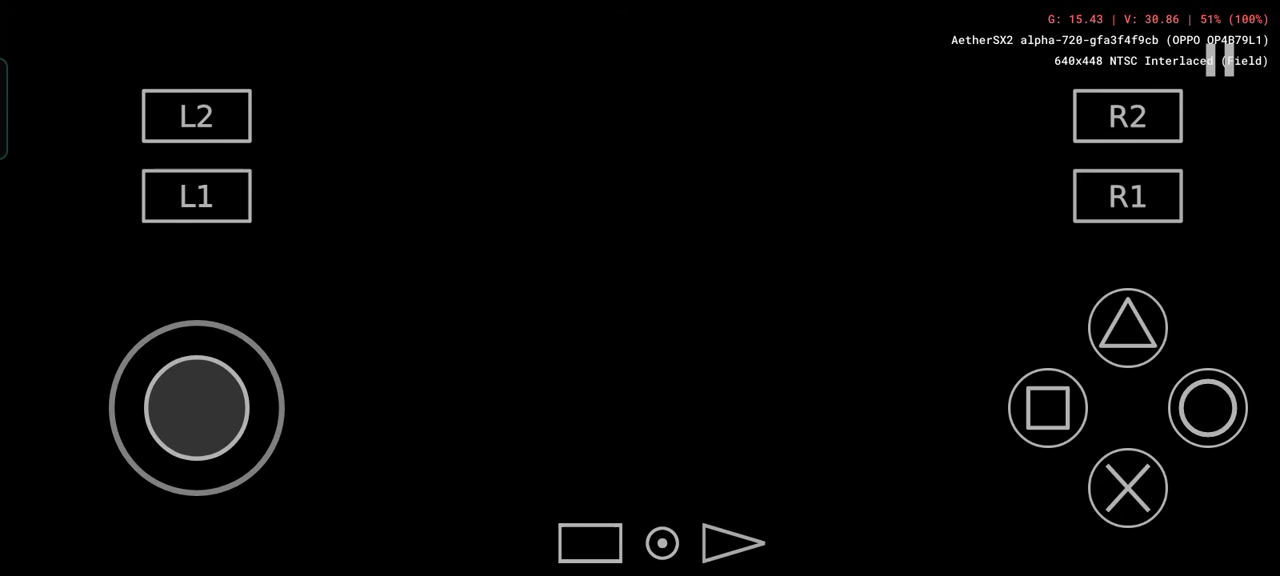 G: 15.43 | V: 30.86 | 51% (100%)
AetherSX2 alpha-720-gfa3f4f9cb (OPPO OP4B79L1)
640x448 NTSC Interlaced (Field)
L2
R2
L1
R1